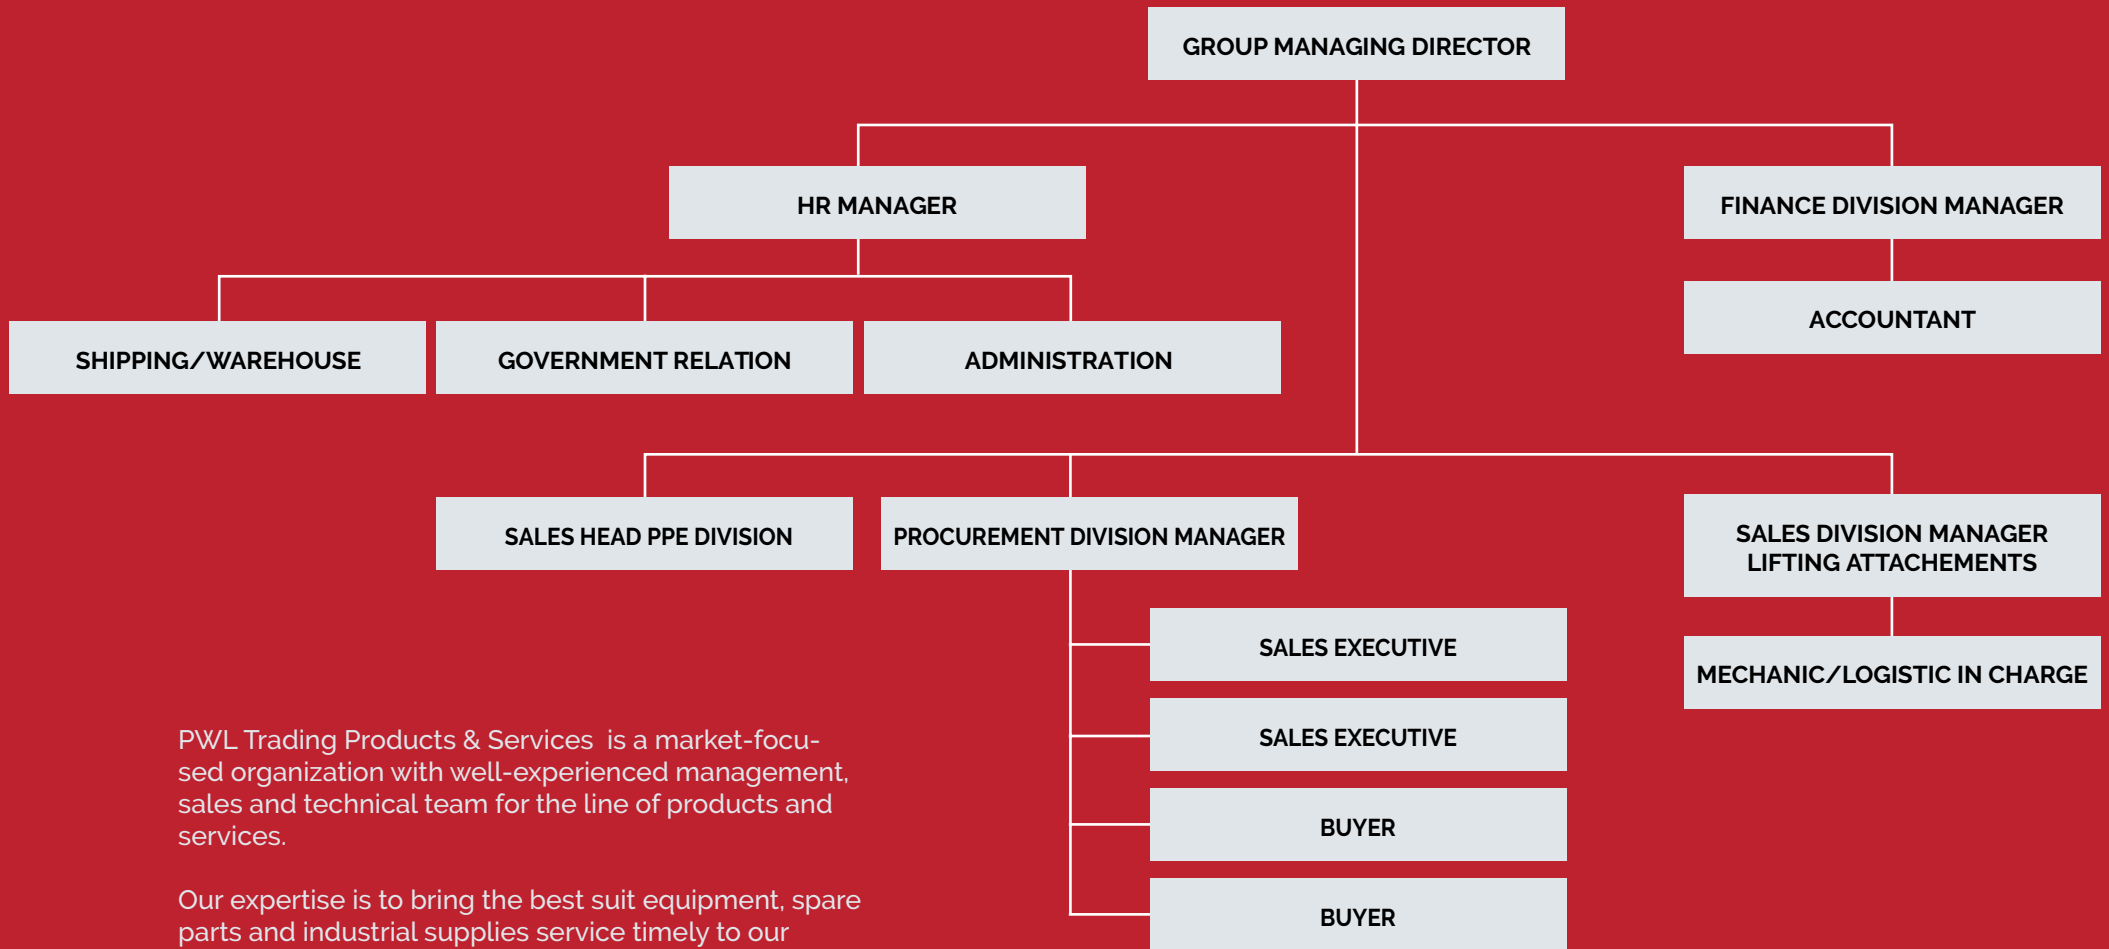 GROUP MANAGING DIRECTOR
HR MANAGER
FINANCE DIVISION MANAGER
ACCOUNTANT
SHIPPING/WAREHOUSE
GOVERNMENT RELATION
ADMINISTRATION
SALES HEAD PPE DIVISION
PROCUREMENT DIVISION MANAGER
SALES DIVISION MANAGER
LIFTING ATTACHEMENTS
SALES EXECUTIVE
MECHANIC/LOGISTIC IN CHARGE
SALES EXECUTIVE
BUYER
BUYER
PWL Trading Products & Services is a market-focu-
sed organization with well-experienced management,
sales and technical team for the line of products and
services.
Our expertise is to bring the best suit equipment, spare
parts and industrial supplies service timely to our